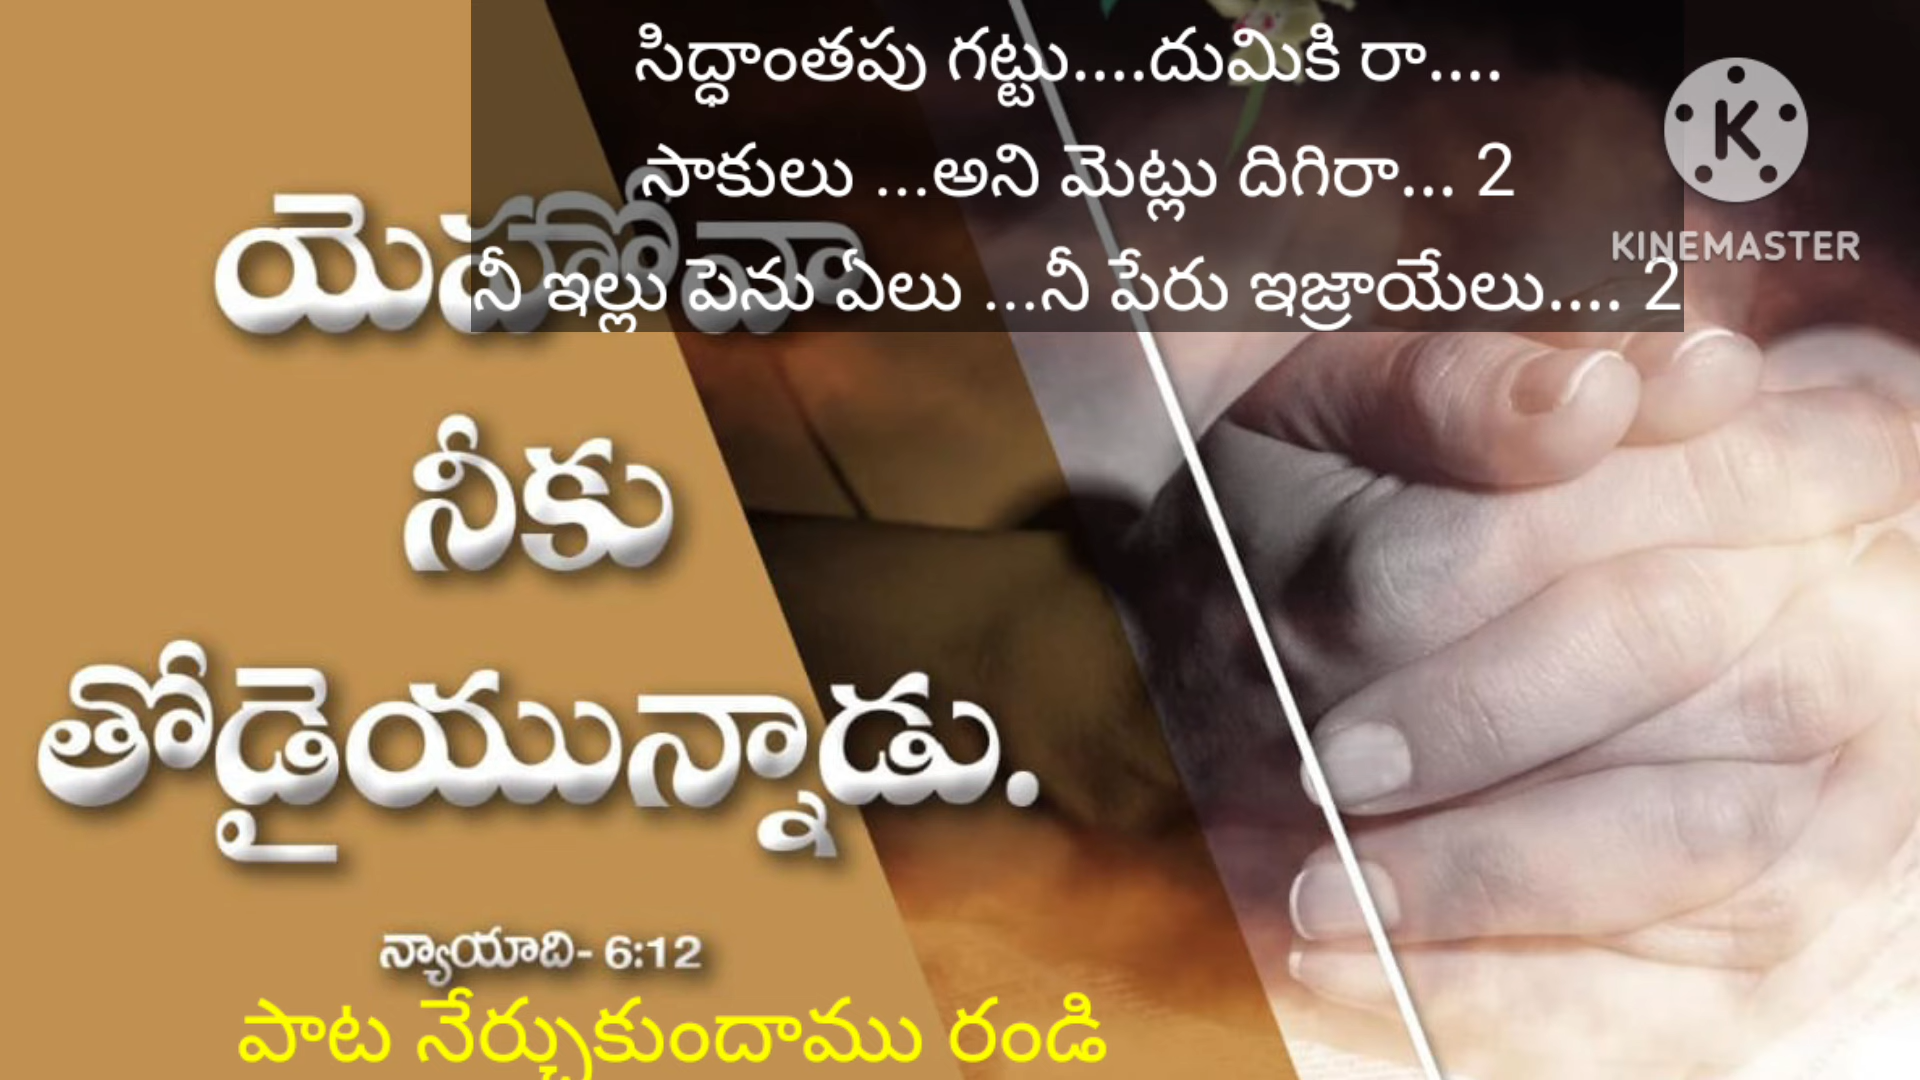 సిద్ధాంతపు గట్టు....దుమికి రా....
సాకులు ...అని మెట్లు దిగిరా... 2
నీ ఇల్లు పెను ఏలు ...నీ పేరు ఇజ్రాయేలు.... 2
KINEMASTER
యెహోవా
నీకు
తోడైయున్నాడు.
న్యాయాది- 6:12
పాట నేర్చుకుందాము రండి